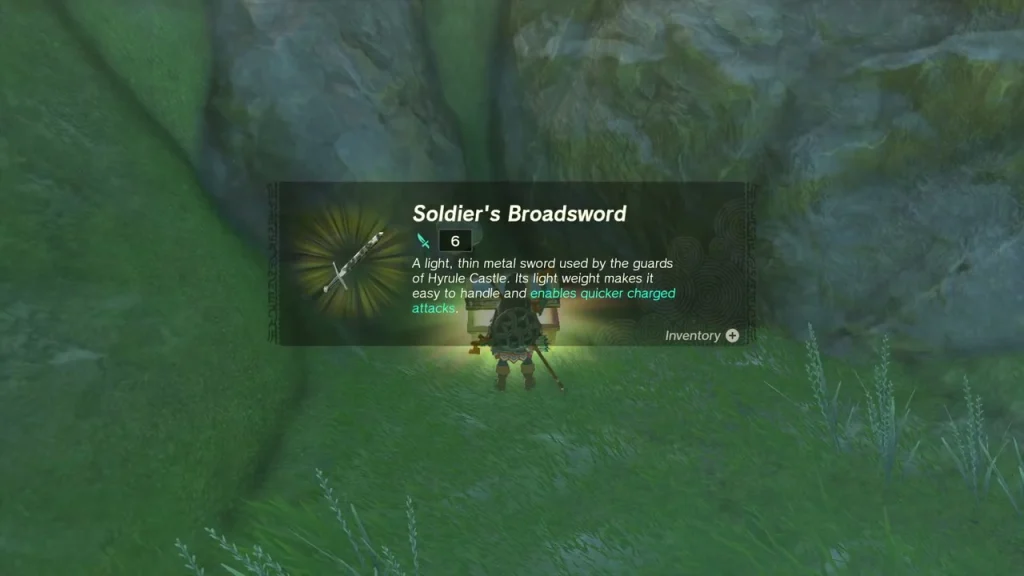 Soldier's Broadsword
6
A light, thin metal sword used by the guards
of Hyrule Castle. Its light weight makes it
easy to handle and enables quicker charged
attacks.
Inventory +